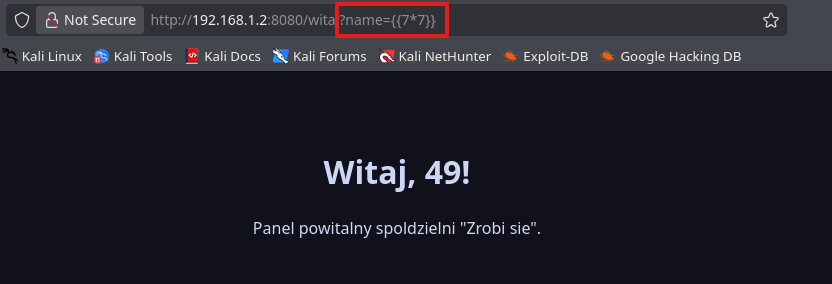 Not Secure http://192.168.1.2:8080/wita?name={{7*7}}
Kali Linux Kali Tools Kali Docs Kali Forums Kali NetHunter Exploit-DB Google Hacking DB
Witaj, 49!
Panel powitalny spoldzielni "Zrobi sie".